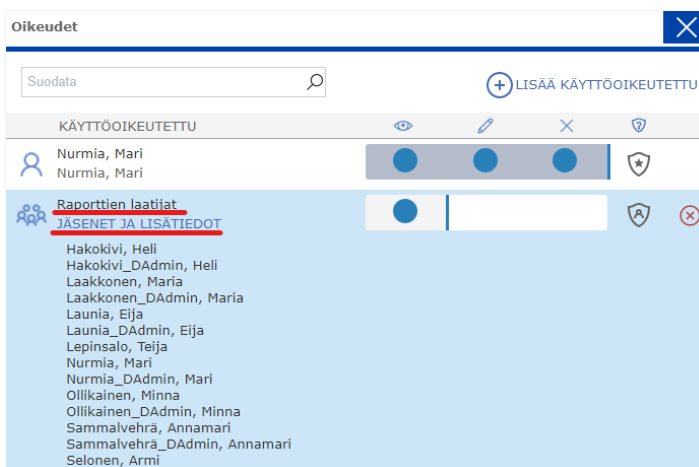 Oikeudet
Suodata
LISÄÄ KÄYTTÖOIKEUTETTU
KÄYTTÖOIKEUTETTU
Nurmia, Mari
Nurmia, Mari
Raporttien laatijat
JÄSENET JA LISÄTIEDOT
Hakokivi, Heli
Hakokivi_DAdmin, Heli
Laakkonen, Maria
Laakkonen_DAdmin, Maria
Launia, Eija
Launia_DAdmin, Eija
Lepinsalo, Teija
Nurmia, Mari
Nurmia_DAdmin, Mari
Ollikainen, Minna
Ollikainen_DAdmin, Minna
Sammalvehrä, Annamari
Sammalvehrä_DAdmin, Annamari
Selonen, Armi